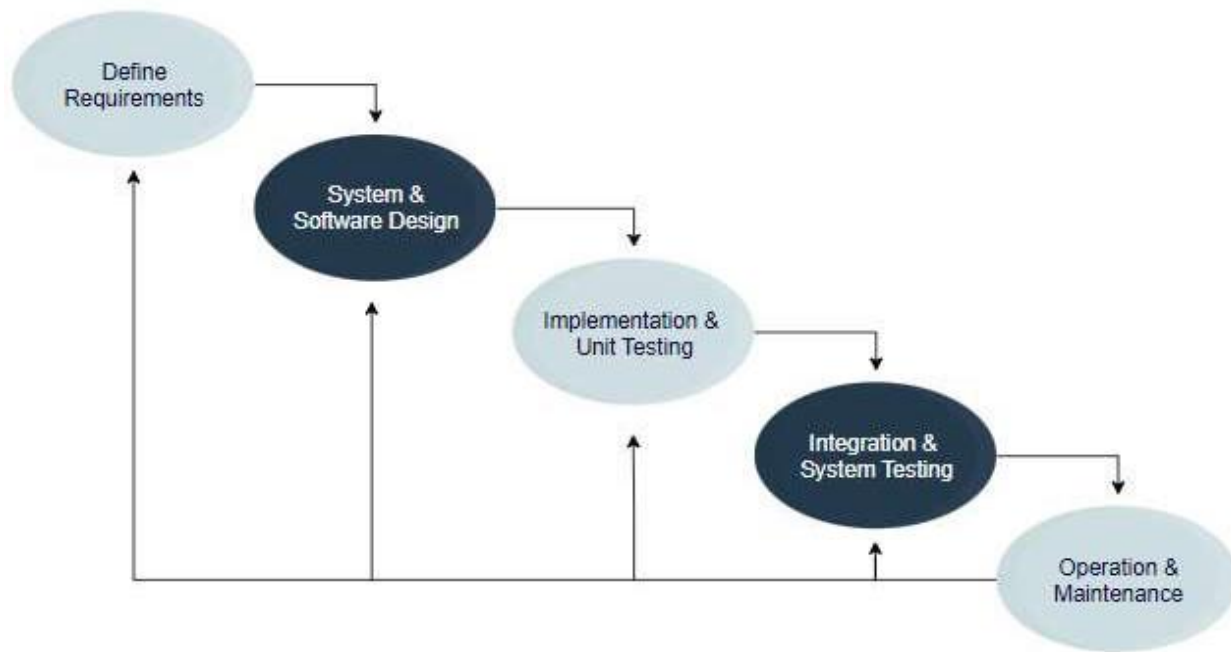 Define
Requirements
System &
Software Design
Implementation &
Unit Testing
Integration &
System Testing
Operation &
Maintenance